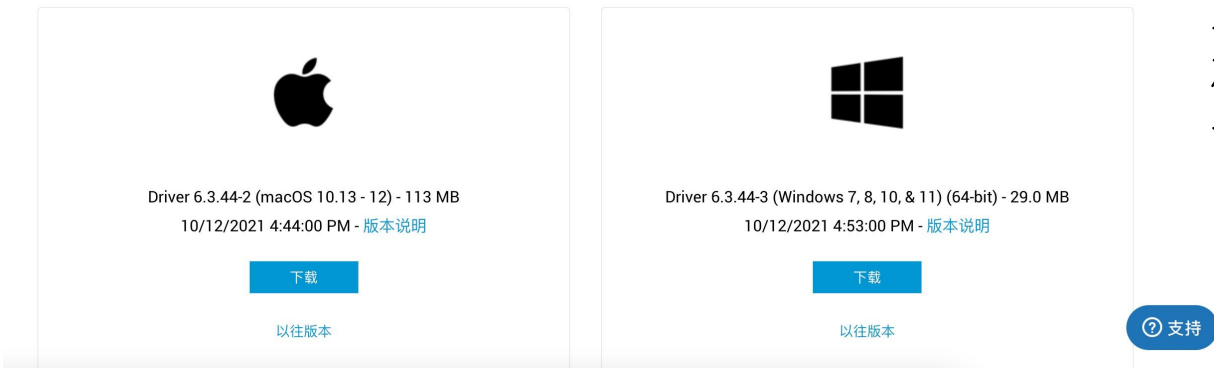 Driver 6.3.44-2 (macOS 10.13 - 12) - 113 MB
10/12/2021 4:44:00 PM - 版本说明
下载
以往版本
Driver 6.3.44-3 (Windows 7, 8, 10, & 11) (64-bit) - 29.0 MB
10/12/2021 4:53:00 PM - 版本说明
下载
以往版本
支持